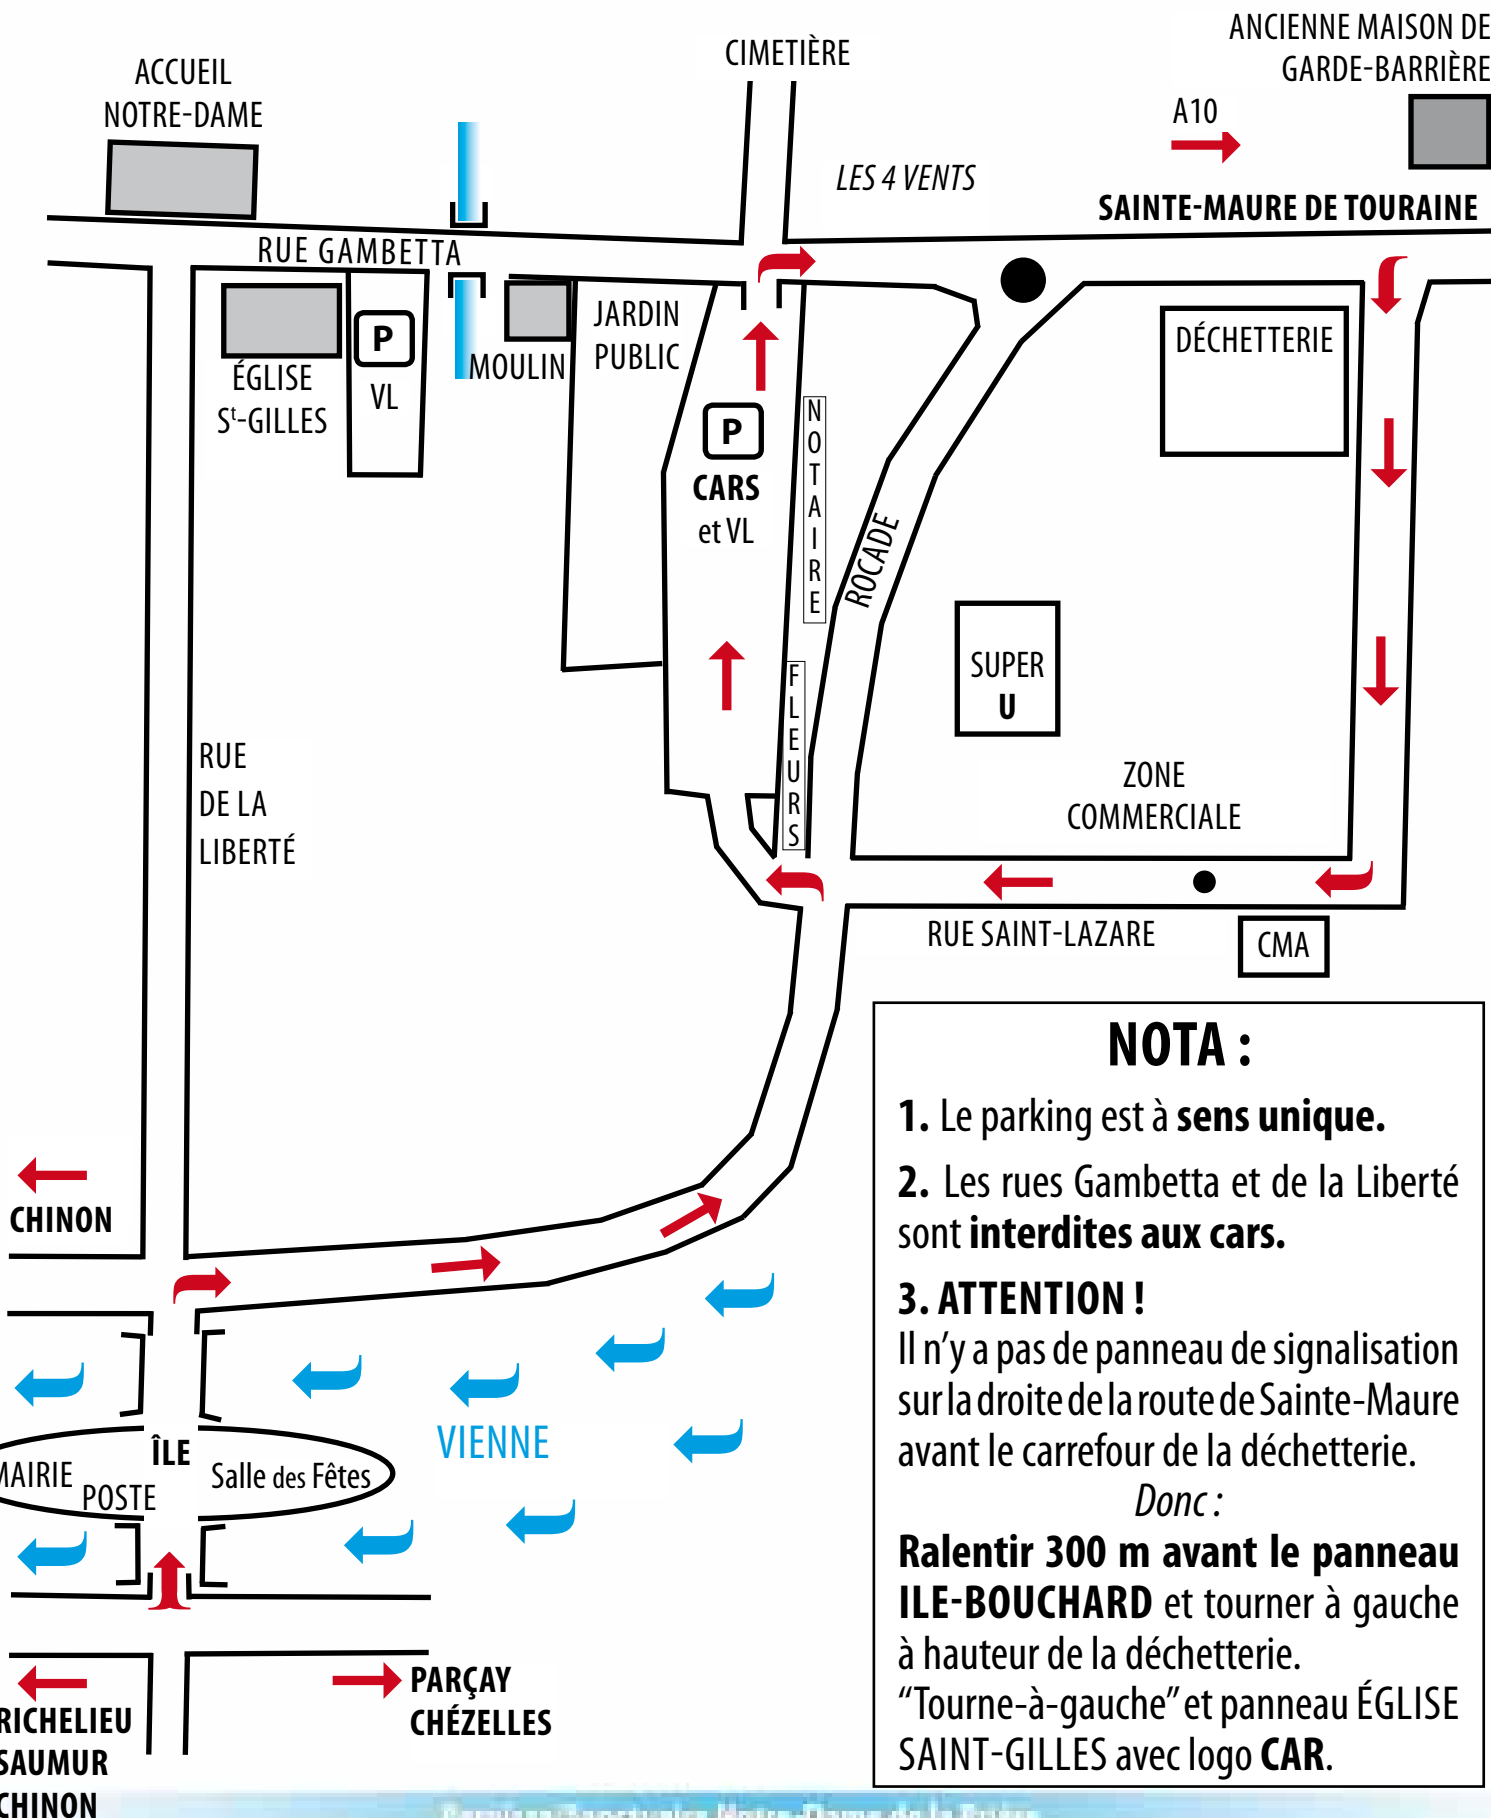 ANCIENNE MAISON DE
GARDE-BARRIÈRE
CIMETIÈRE
ACCUEIL
NOTRE-DAME
A10
LES 4 VENTS
SAINTE-MAURE DE TOURAINE
RUE GAMBETTA
P
VL
ÉGLISE
St-GILLES
MOULIN
JARDIN
PUBLIC
DÉCHETTERIE
P
CARS
et VL
NOTAIRE
ROCADE
FLEURS
SUPER
U
RUE
DE LA
LIBERTÉ
ZONE
COMMERCIALE
RUE SAINT-LAZARE
CMA
CHINON
VIENNE
ÎLE
MAIRIE
POSTE
Salle des Fêtes
PARÇAY
CHÉZELLES
RICHELIEU
SAUMUR
CHINON
NOTA :
1. Le parking est à sens unique.
2. Les rues Gambetta et de la Liberté
sont interdites aux cars.
3. ATTENTION !
Il n'y a pas de panneau de signalisation
sur la droite de la route de Sainte-Maure
avant le carrefour de la déchetterie.
Donc :
Ralentir 300 m avant le panneau
ILE-BOUCHARD et tourner à gauche
à hauteur de la déchetterie.
“Tourne-à-gauche” et panneau ÉGLISE
SAINT-GILLES avec logo CAR.